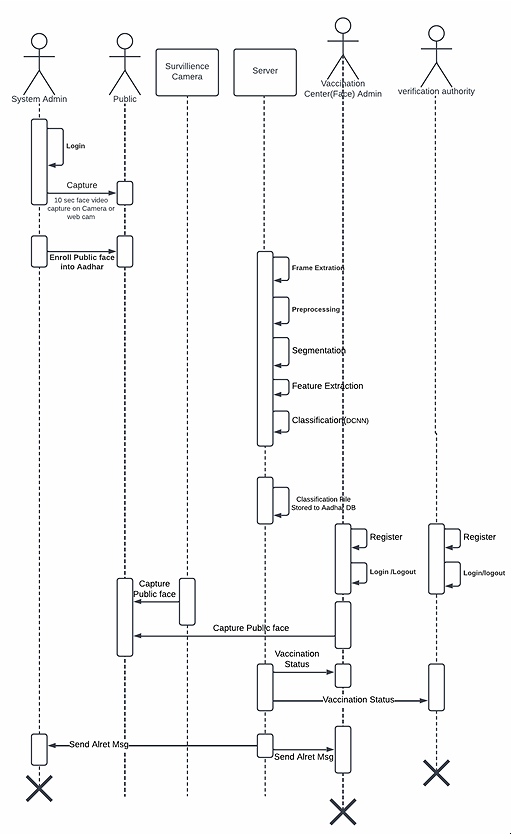 Survillience
Camera
Server
System Admin
Public
Vaccination
Center(Face) Admin
verification authority
Login
Capture
10 sec face video
capture on Camera or
web cam
Enroll Public face
into Aadhar
Frame Extration
Preprocessing
Segmentation
Feature Extraction
Classification(DCNN)
Classification File
Stored to Aadhar DB
Register
Register
Login /Logout
Login/logout
Capture
Public face
Capture Public face
Vaccination
Status
Vaccination Status
Send Alret Msg
Send Alret Msg